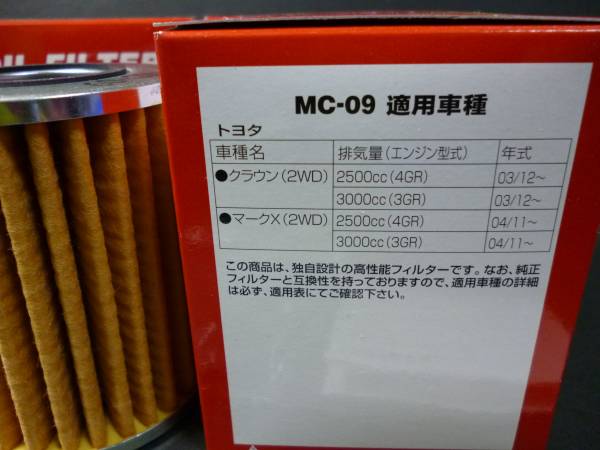 OIL FILTER
MC-09 適用車種
トヨタ
車種名 排気量(エンジン型式) 年式
●クラウン(2WD) 2500cc(4GR) 03/12~
3000cc(3GR) 03/12~
●マークX(2WD) 2500cc(4GR) 04/11~
3000cc(3GR) 04/11~
この商品は、独自設計の高性能フィルターです。なお、純正
フィルターと互換性を持っておりますので、適用車種の詳細
は必ず、適用表にてご確認下さい。